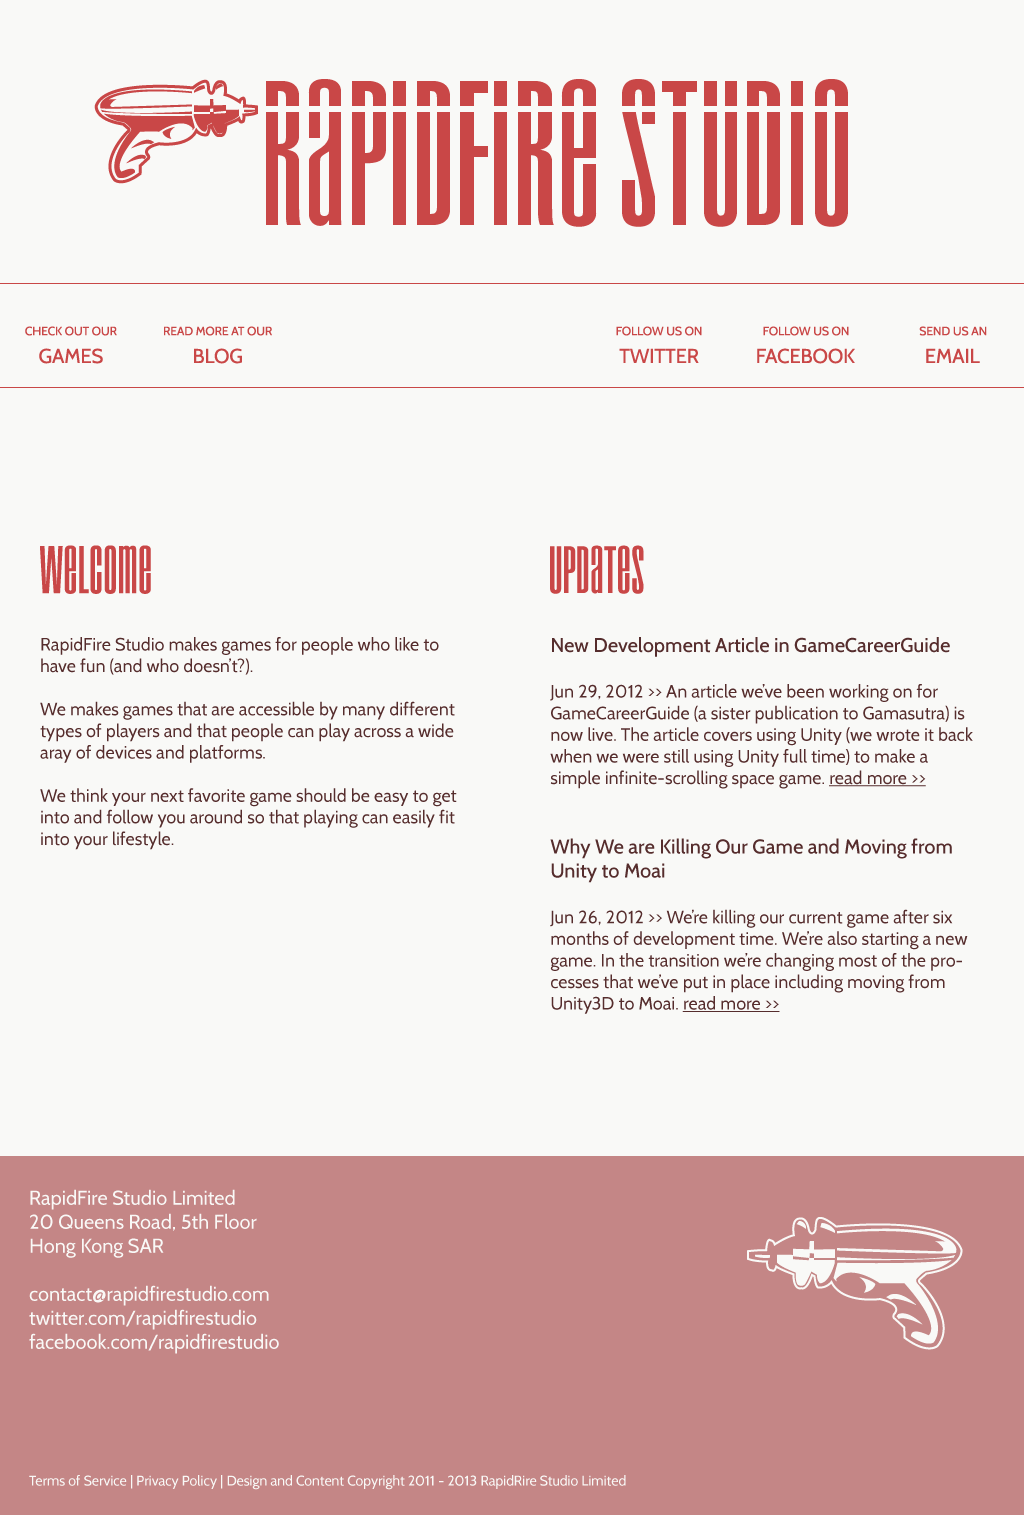 RAPIDFIRE STUDIO
CHECK OUT OUR
GAMES
READ MORE AT OUR
BLOG
FOLLOW US ON
TWITTER
FOLLOW US ON
FACEBOOK
SEND US AN
EMAIL
WELCOME
RapidFire Studio makes games for people who like to
have fun (and who doesn't?).
We makes games that are accessible by many different
types of players and that people can play across a wide
aray of devices and platforms.
We think your next favorite game should be easy to get
into and follow you around so that playing can easily fit
into your lifestyle.
UPDATES
New Development Article in GameCareerGuide
Jun 29, 2012 >> An article we've been working on for
GameCareerGuide (a sister publication to Gamasutra) is
now live. The article covers using Unity (we wrote it back
when we were still using Unity full time) to make a
simple infinite-scrolling space game. read more >>
Why We are Killing Our Game and Moving from
Unity to Moai
Jun 26, 2012 >> We're killing our current game after six
months of development time. We're also starting a new
game. In the transition we're changing most of the pro-
cesses that we've put in place including moving from
Unity3D to Moai. read more >>
RapidFire Studio Limited
20 Queens Road, 5th Floor
Hong Kong SAR
contact@rapidfirestudio.com
twitter.com/rapidfirestudio
facebook.com/rapidfirestudio
Terms of Service | Privacy Policy | Design and Content Copyright 2011 - 2013 RapidRire Studio Limited